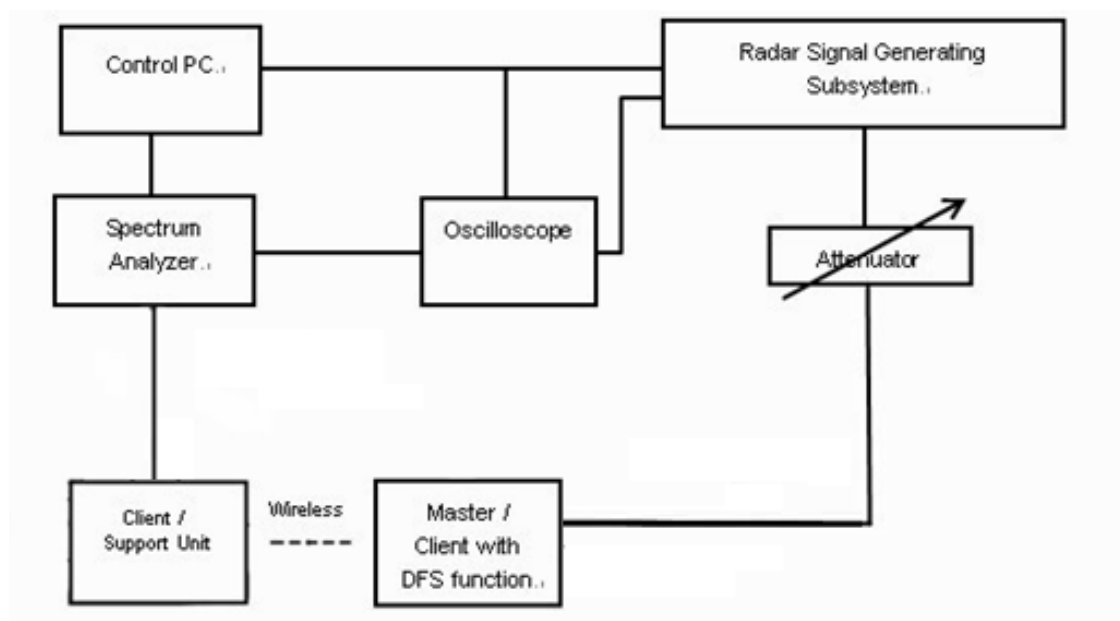 Control PC.
Radar Signal Generating
Subsystem.
Spectrum
Analyzer.
Oscilloscope
Attenuator
Client /
Support Unit
Wireless
Master /
Client with
DFS function.